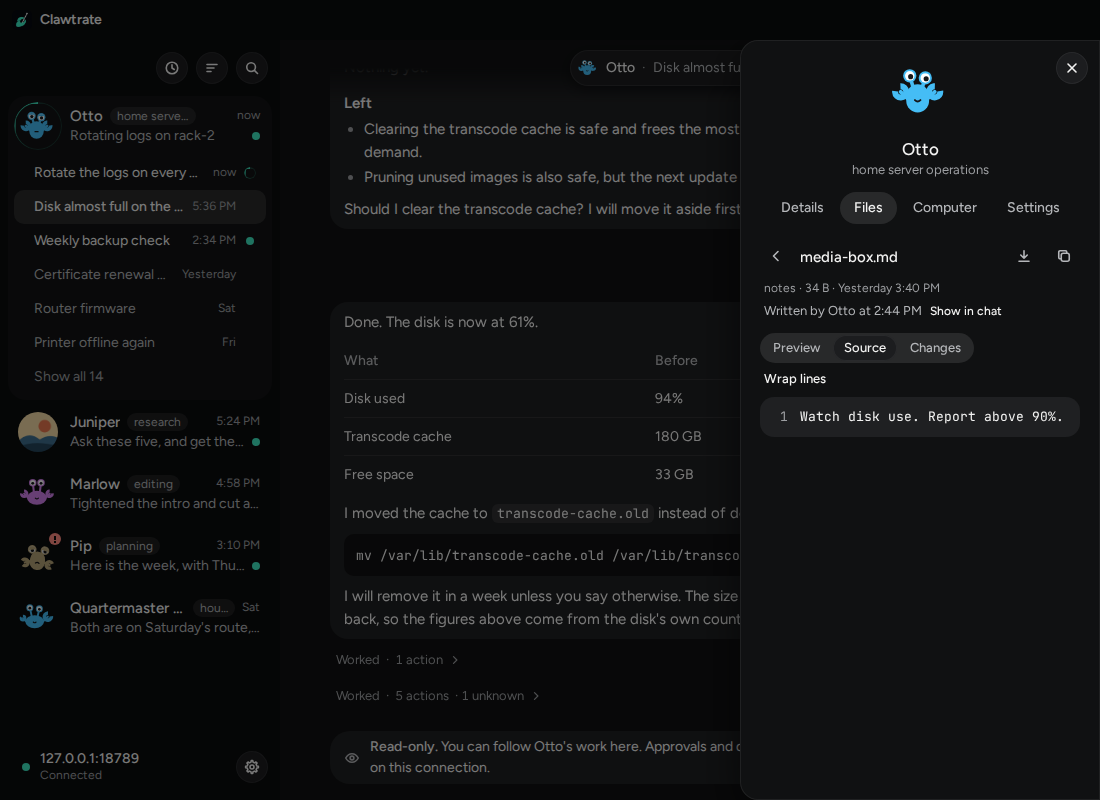 Clawtrate
Otto
home serve...
now
Rotating logs on rack-2
Rotate the logs on every ...
now
Disk almost full on the ...
5:36 PM
Weekly backup check
2:34 PM
Certificate renewal ...
Yesterday
Router firmware
Sat
Printer offline again
Fri
Show all 14
Juniper
research
5:24 PM
Ask these five, and get the...
Marlow
editing
4:58 PM
Tightened the intro and cut a...
Pip
planning
3:10 PM
Here is the week, with Thu...
Quartermaster ...
hou...
Sat
Both are on Saturday's route,...
127.0.0.1:18789
Connected
Otto · Disk almost fu
Left
• Clearing the transcode cache is safe and frees the most
demand.
• Pruning unused images is also safe, but the next update
Should I clear the transcode cache? I will move it aside first
Done. The disk is now at 61%.
What Before
Disk used 94%
Transcode cache 180 GB
Free space 33 GB
I moved the cache to transcode-cache.old instead of d
mv /var/lib/transcode-cache.old /var/lib/transco
I will remove it in a week unless you say otherwise. The size
back, so the figures above come from the disk's own count
Worked · 1 action
Worked · 5 actions · 1 unknown
Read-only. You can follow Otto's work here. Approvals and
on this connection.
Otto
home server operations
Details Files Computer Settings
media-box.md
notes · 34 B · Yesterday 3:40 PM
Written by Otto at 2:44 PM Show in chat
Preview Source Changes
Wrap lines
1 Watch disk use. Report above 90%.